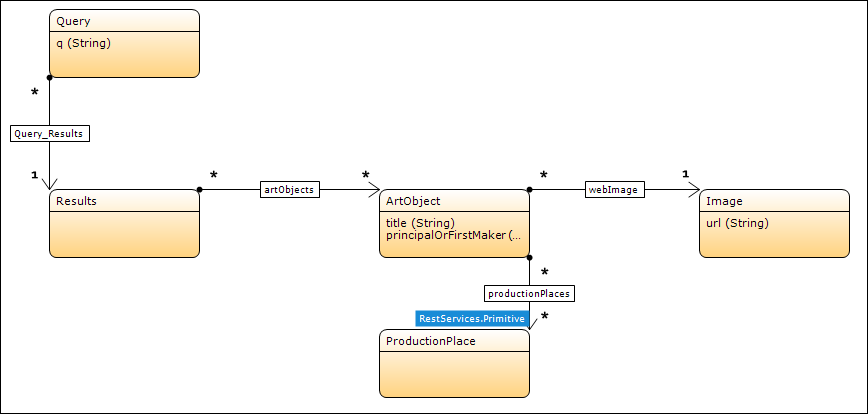 Query
q (String)
*
Query_Results
1
*
artObjects
*
*
webImage
1
Results
ArtObject
title (String)
principalOrFirstMaker (...
Image
url (String)
*
productionPlaces
RestServices.Primitive
*
ProductionPlace